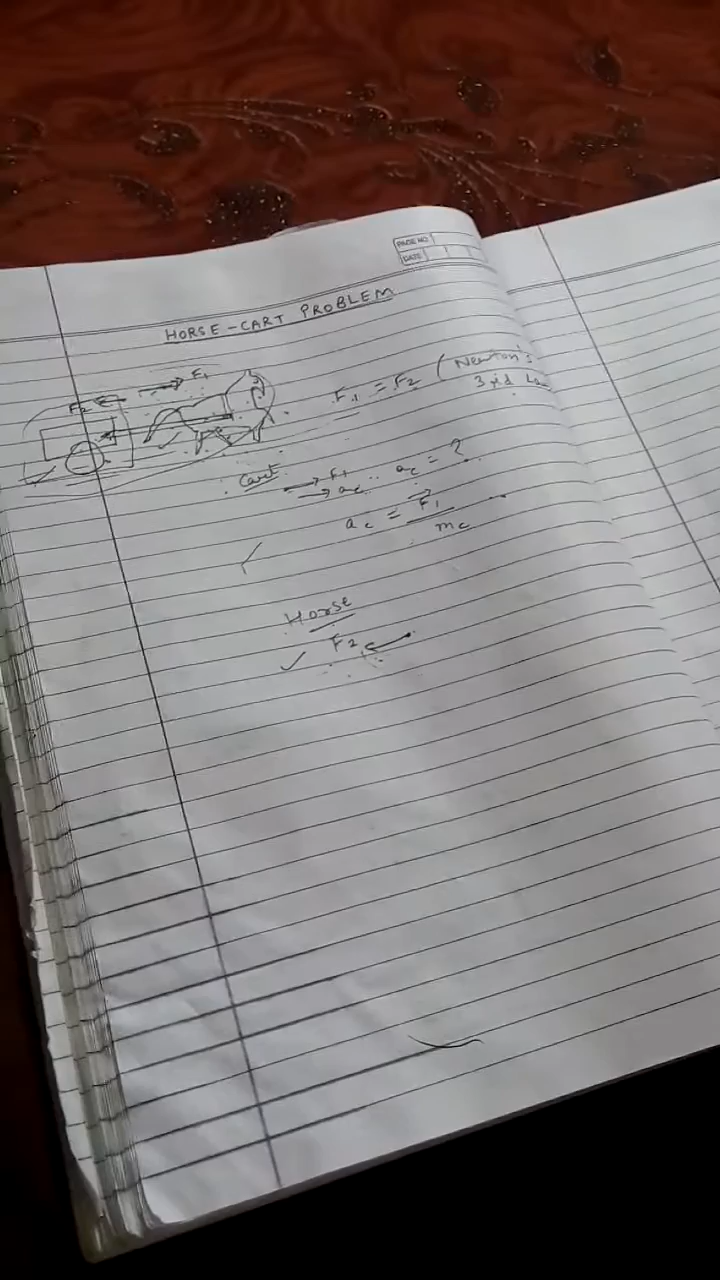 PAGE NO
DATE
HORSE-CART PROBLEM
F2 F1
F1 = F2 (Newton's
3rd La
Cart F1 ac = ?
ac
ac = F1
mc
Horse
F2